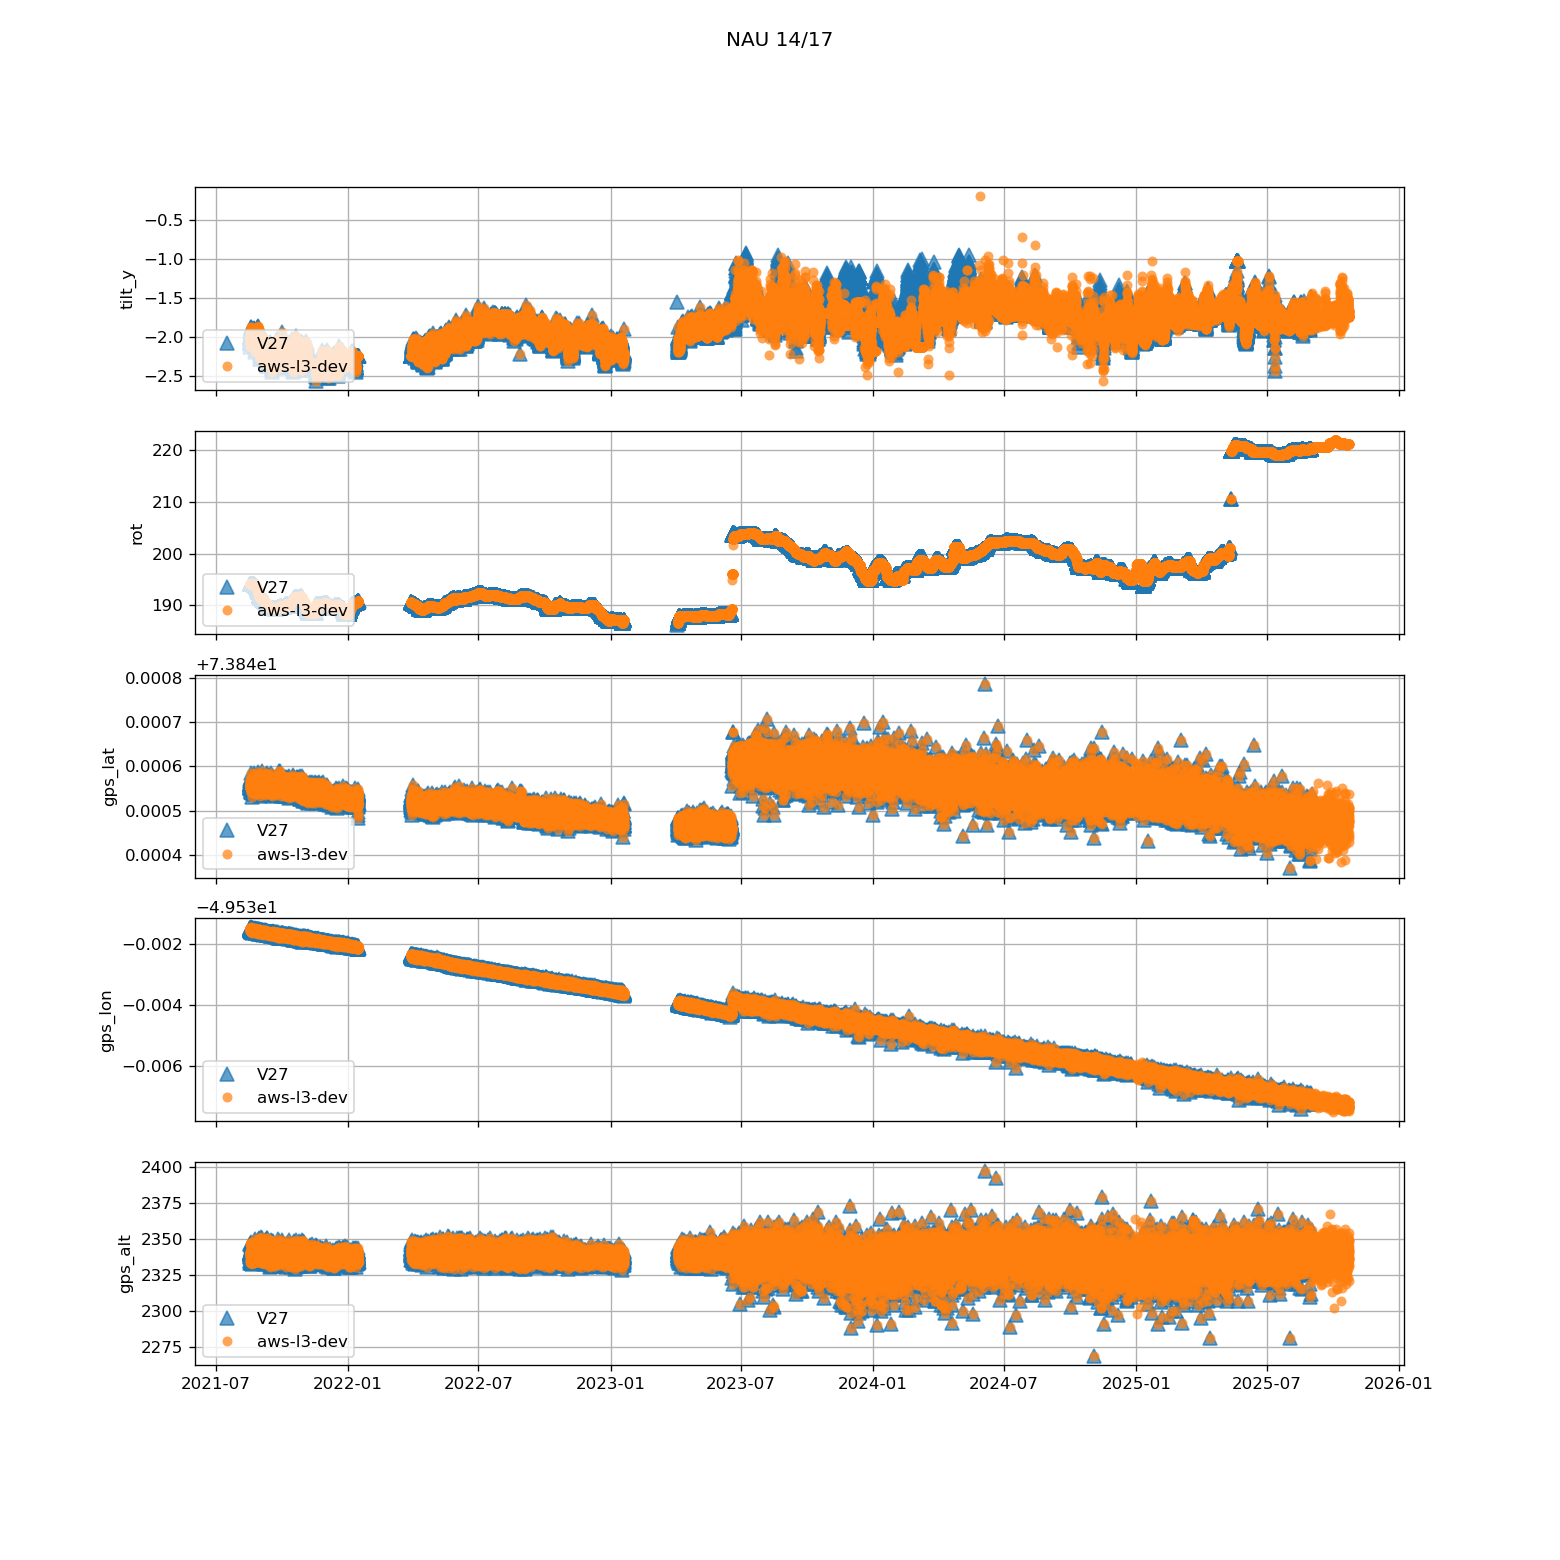 NAU 14/17
−0.5
−1.0
−1.5
−2.0
−2.5
tilt_y
V27
aws-l3-dev
220
210
200
190
rot
V27
aws-l3-dev
+7.384e1
0.0008
0.0007
0.0006
0.0005
0.0004
gps_lat
V27
aws-l3-dev
−4.953e1
−0.002
−0.004
−0.006
gps_lon
V27
aws-l3-dev
2400
2375
2350
2325
2300
2275
gps_alt
V27
aws-l3-dev
2021-07 2022-01 2022-07 2023-01 2023-07 2024-01 2024-07 2025-01 2025-07 2026-01